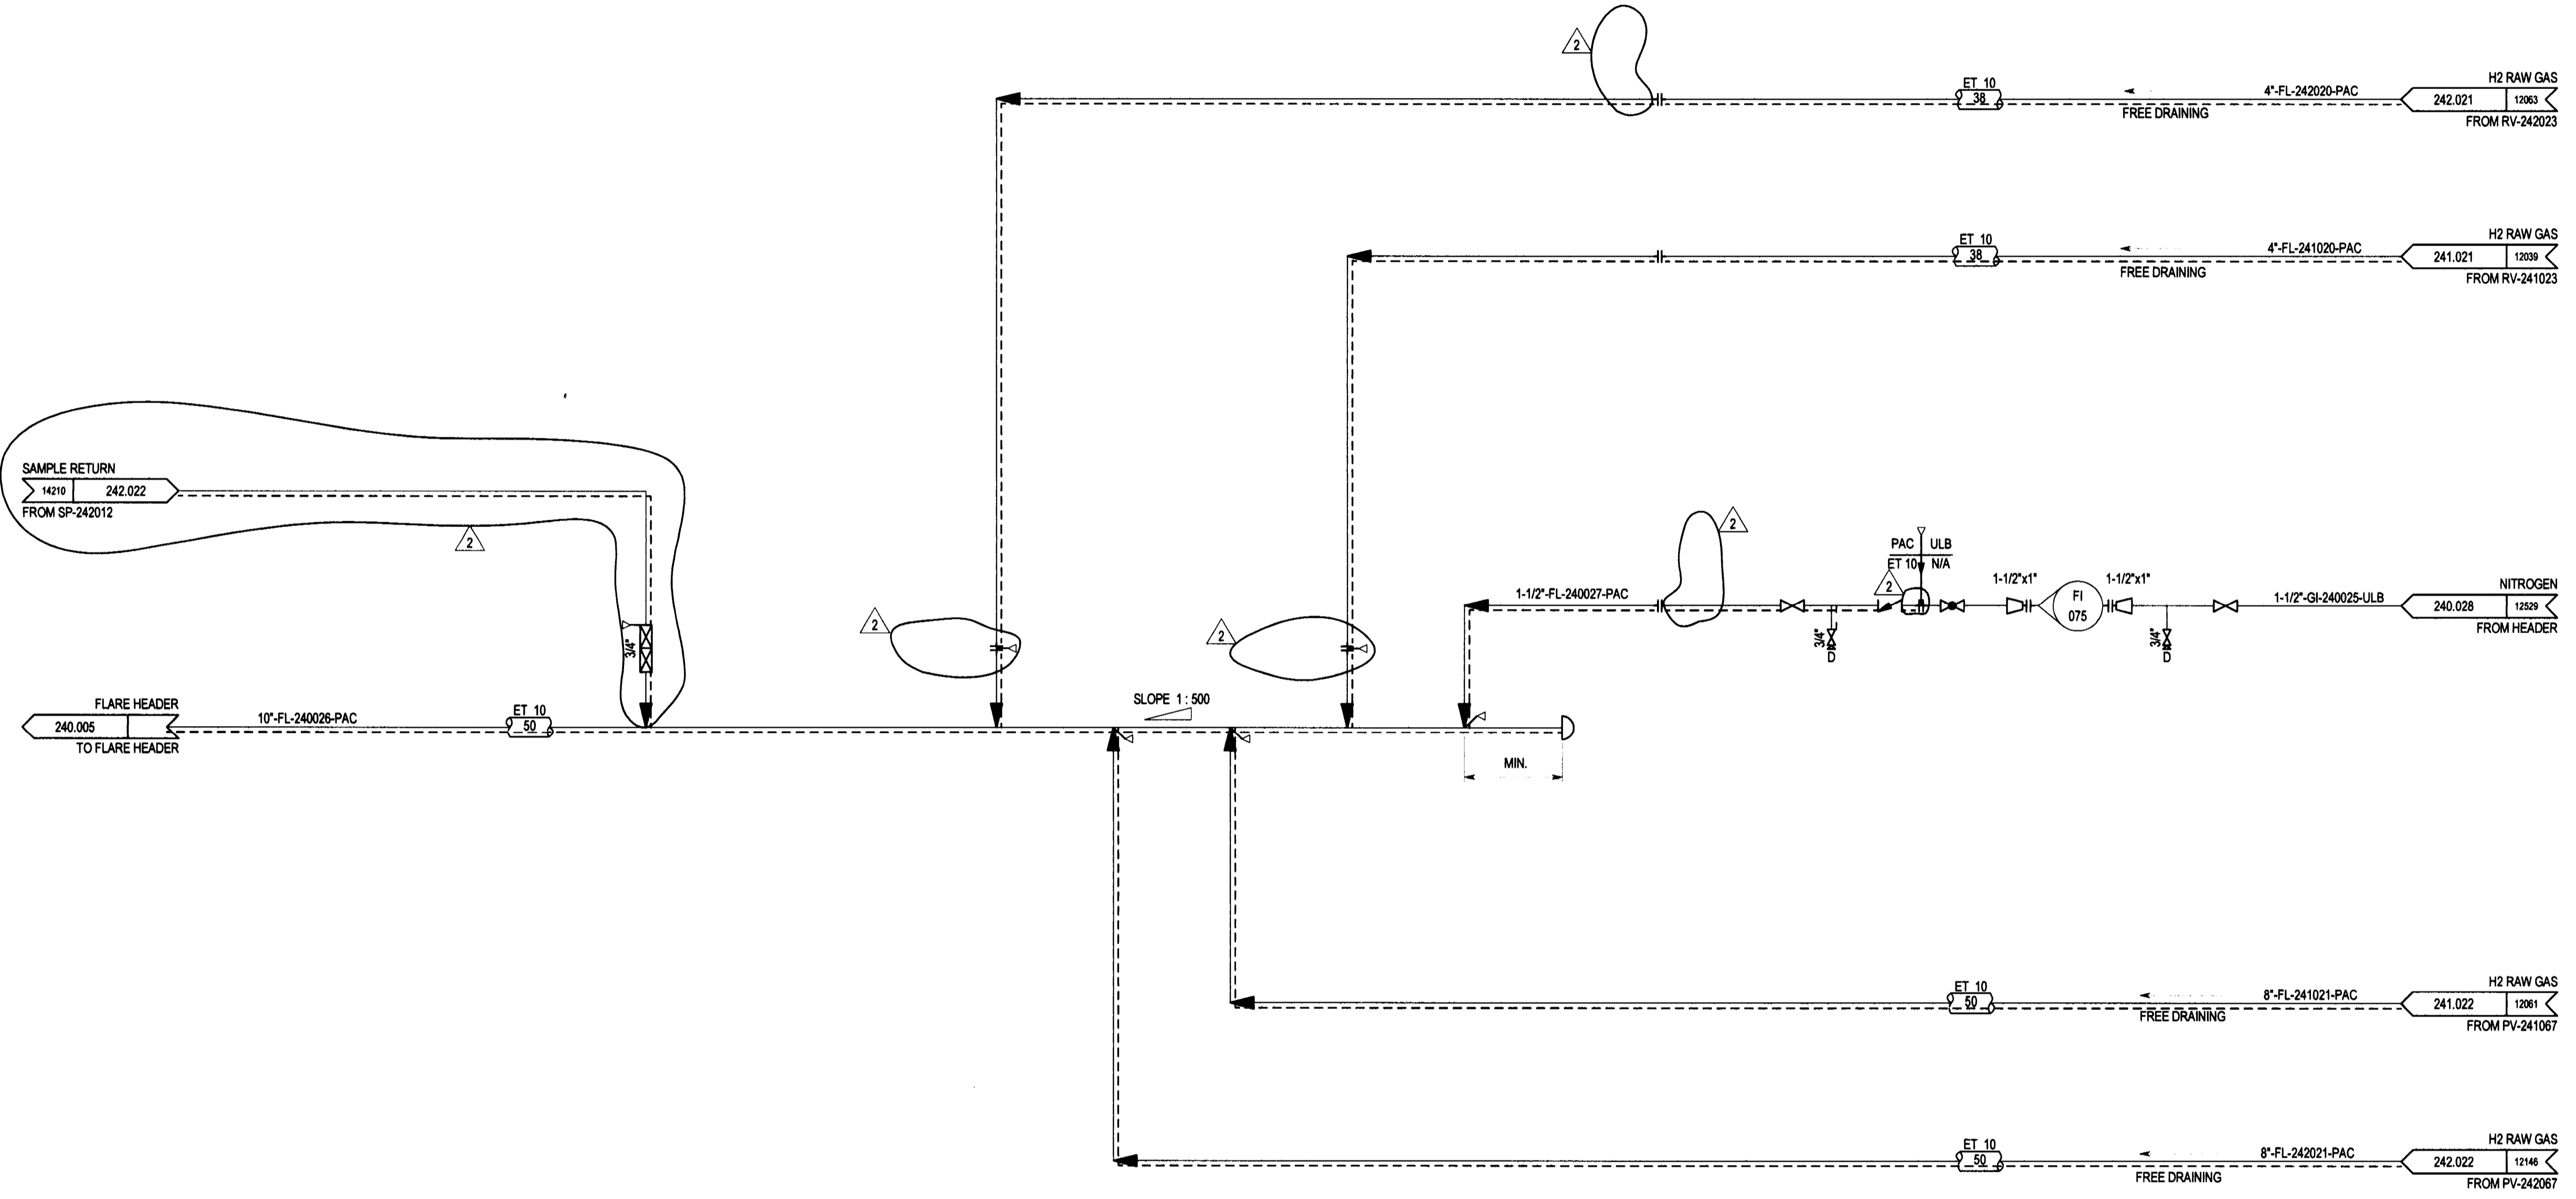 2
H2 RAW GAS
ET 10
38
4"-FL-242020-PAC
242.021
12063
FREE DRAINING
FROM RV-242023
H2 RAW GAS
ET 10
38
4"-FL-241020-PAC
241.021
12039
FREE DRAINING
FROM RV-241023
SAMPLE RETURN
14210
242.022
FROM SP-242012
2
2
PAC
ULB
ET 10
N/A
2
1-1/2"x1"
1-1/2"x1"
NITROGEN
1-1/2"-FL-240027-PAC
FI
075
1-1/2"-GI-240025-ULB
240.028
12529
FROM HEADER
3/4"
D
3/4"
D
3/4"
2
2
SLOPE 1 : 500
FLARE HEADER
240.005
10"-FL-240026-PAC
ET 10
50
TO FLARE HEADER
MIN.
H2 RAW GAS
ET 10
50
8"-FL-241021-PAC
241.022
12061
FREE DRAINING
FROM PV-241067
H2 RAW GAS
ET 10
50
8"-FL-242021-PAC
242.022
12146
FREE DRAINING
FROM PV-242067